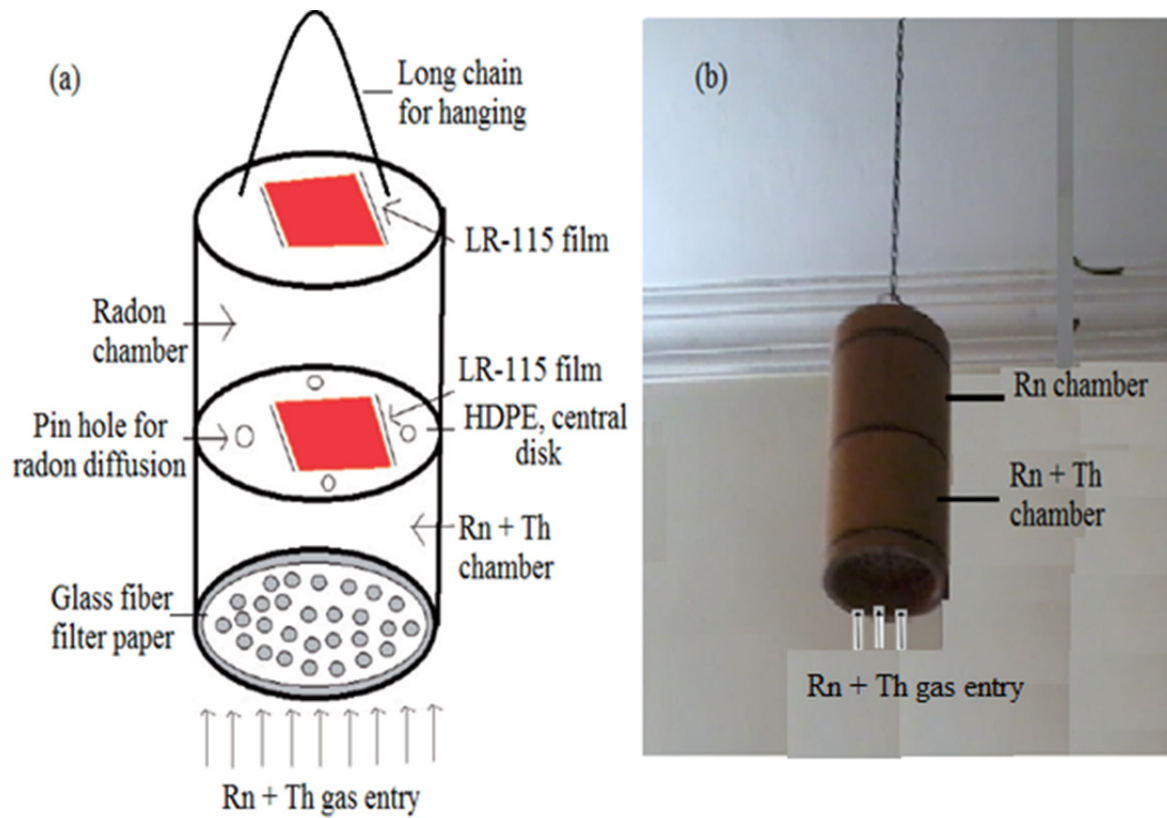 (a)
Long chain
for hanging
LR-115 film
Radon
chamber
LR-115 film
Pin hole for
radon diffusion
HDPE, central
disk
Rn + Th
chamber
Glass fiber
filter paper
Rn + Th gas entry
(b)
Rn chamber
Rn + Th
chamber
Rn + Th gas entry